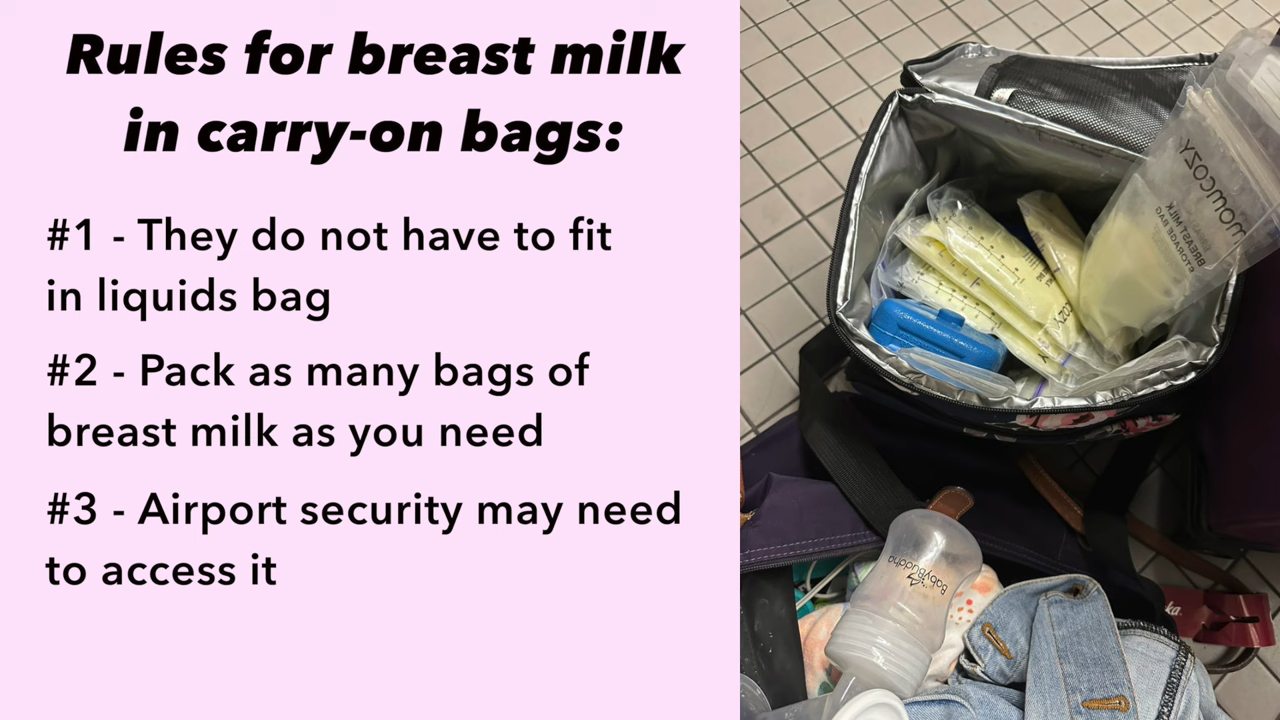 Rules for breast milk
in carry-on bags:
#1 - They do not have to fit
in liquids bag
#2 - Pack as many bags of
breast milk as you need
#3 - Airport security may need
to access it
momcozy
BREAST MILK
STORAGE BAG
BabyBuddha